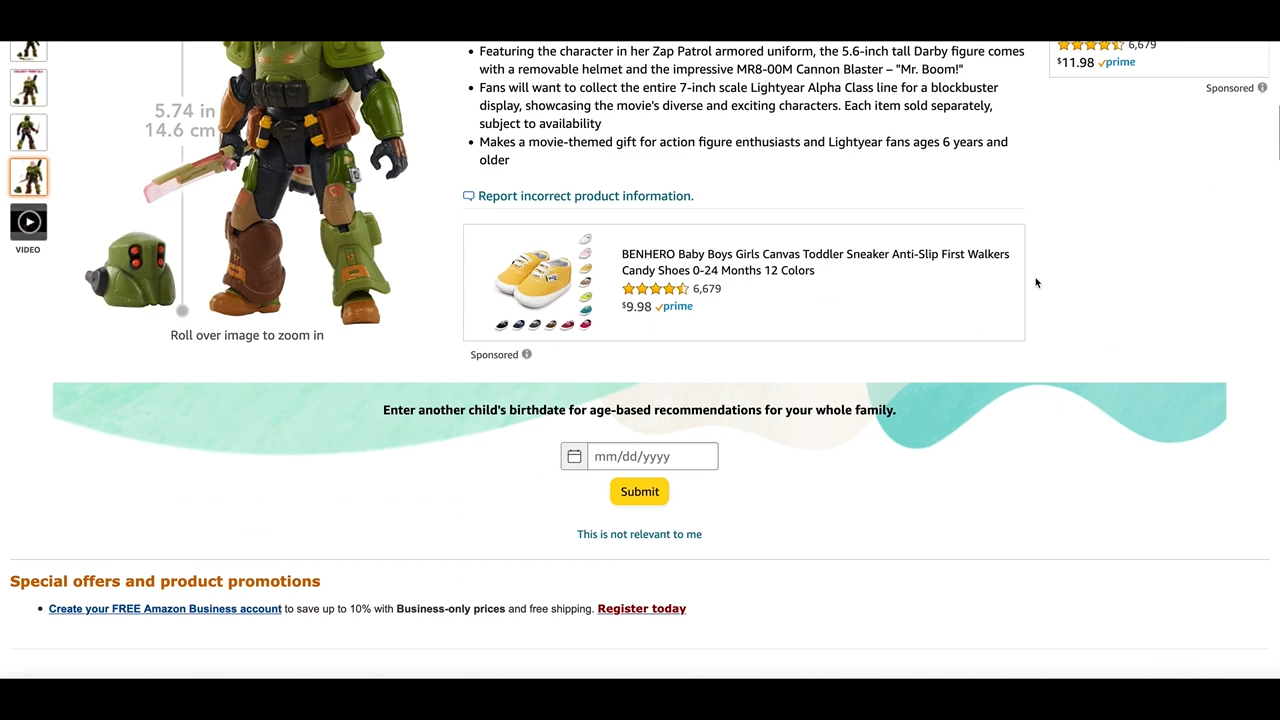 Featuring the character in her Zap Patrol armored uniform, the 5.6-inch tall Darby figure comes
with a removable helmet and the impressive MR8-00M Cannon Blaster – "Mr. Boom!"
Fans will want to collect the entire 7-inch scale Lightyear Alpha Class line for a blockbuster
display, showcasing the movie's diverse and exciting characters. Each item sold separately,
subject to availability
Makes a movie-themed gift for action figure enthusiasts and Lightyear fans ages 6 years and
older
6,679
$11.98 prime
Sponsored
5.74 in
14.6 cm
VIDEO
Roll over image to zoom in
Report incorrect product information.
BENHERO Baby Boys Girls Canvas Toddler Sneaker Anti-Slip First Walkers
Candy Shoes 0-24 Months 12 Colors
6,679
$9.98 prime
Sponsored
Enter another child's birthdate for age-based recommendations for your whole family.
mm/dd/yyyy
Submit
This is not relevant to me
Special offers and product promotions
Create your FREE Amazon Business account to save up to 10% with Business-only prices and free shipping. Register today